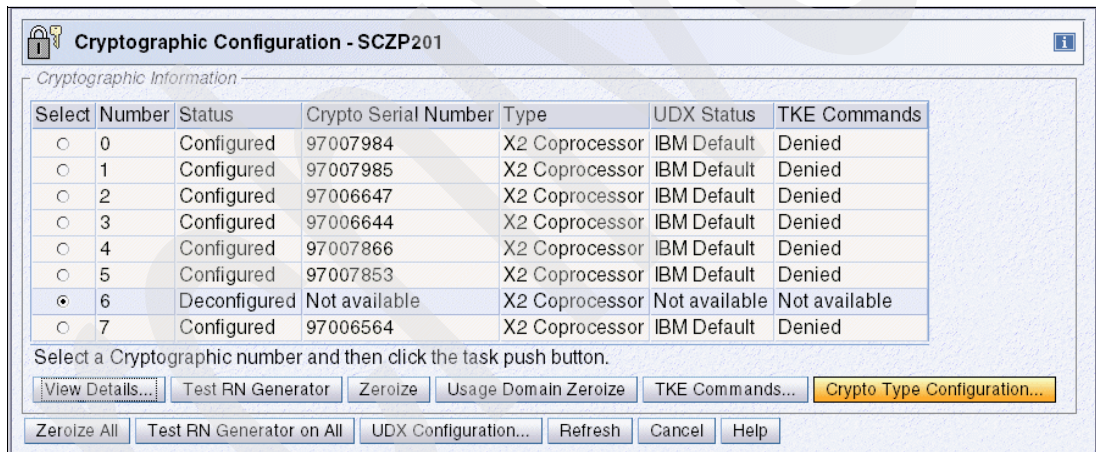 Cryptographic Configuration - SCZP201
Cryptographic Information
Select Number Status Crypto Serial Number Type UDX Status TKE Commands
0 Configured 97007984 X2 Coprocessor IBM Default Denied
1 Configured 97007985 X2 Coprocessor IBM Default Denied
2 Configured 97006647 X2 Coprocessor IBM Default Denied
3 Configured 97006644 X2 Coprocessor IBM Default Denied
4 Configured 97007866 X2 Coprocessor IBM Default Denied
5 Configured 97007853 X2 Coprocessor IBM Default Denied
6 Deconfigured Not available X2 Coprocessor Not available Not available
7 Configured 97006564 X2 Coprocessor IBM Default Denied
Select a Cryptographic number and then click the task push button.
View Details... Test RN Generator Zeroize Usage Domain Zeroize TKE Commands... Crypto Type Configuration...
Zeroize All Test RN Generator on All UDX Configuration... Refresh Cancel Help